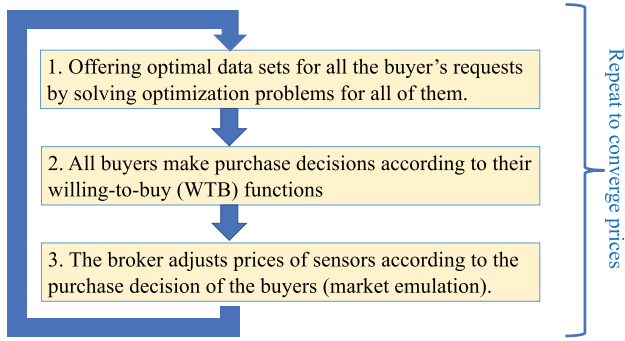 1. Offering optimal data sets for all the buyer's requests
by solving optimization problems for all of them.
2. All buyers make purchase decisions according to their
willing-to-buy (WTB) functions
3. The broker adjusts prices of sensors according to the
purchase decision of the buyers (market emulation).
Repeat to converge prices